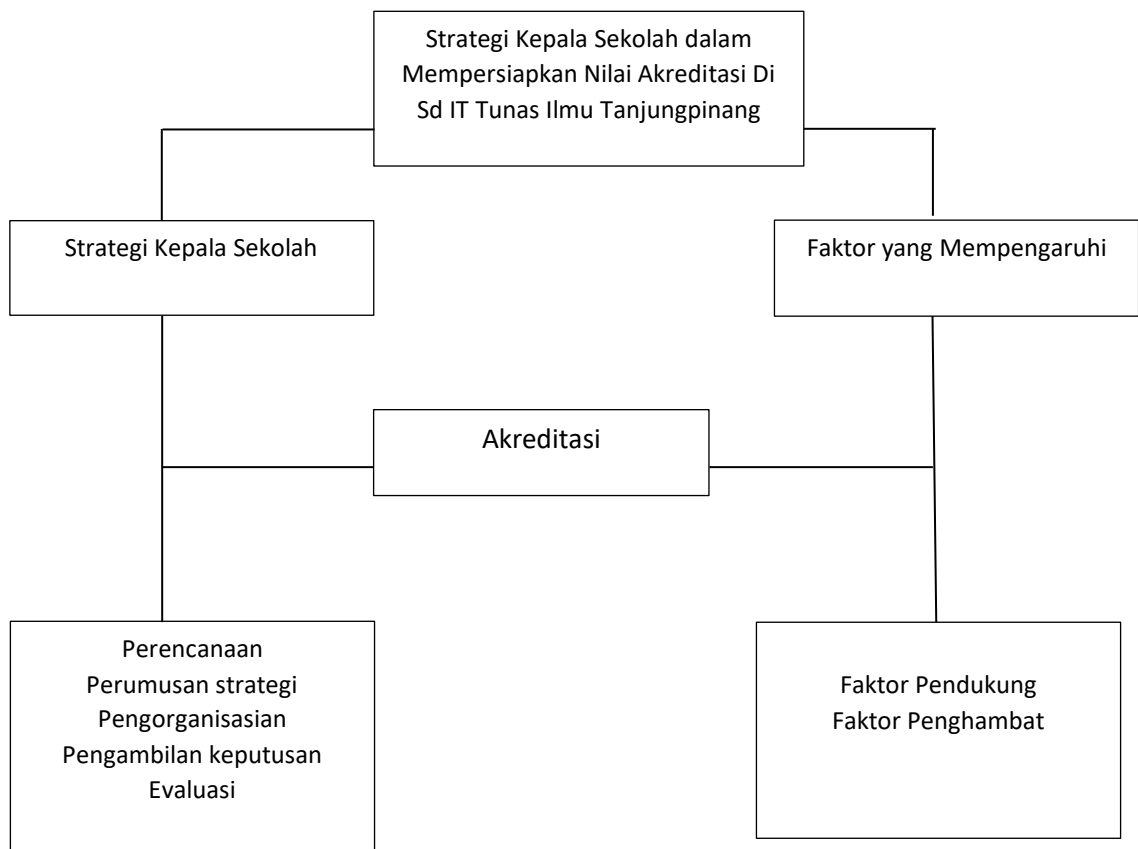 Strategi Kepala Sekolah dalam
Mempersiapkan Nilai Akreditasi Di
Sd IT Tunas Ilmu Tanjungpinang
Strategi Kepala Sekolah
Faktor yang Mempengaruhi
Akreditasi
Perencanaan
Perumusan strategi
Pengorganisasian
Pengambilan keputusan
Evaluasi
Faktor Pendukung
Faktor Penghambat